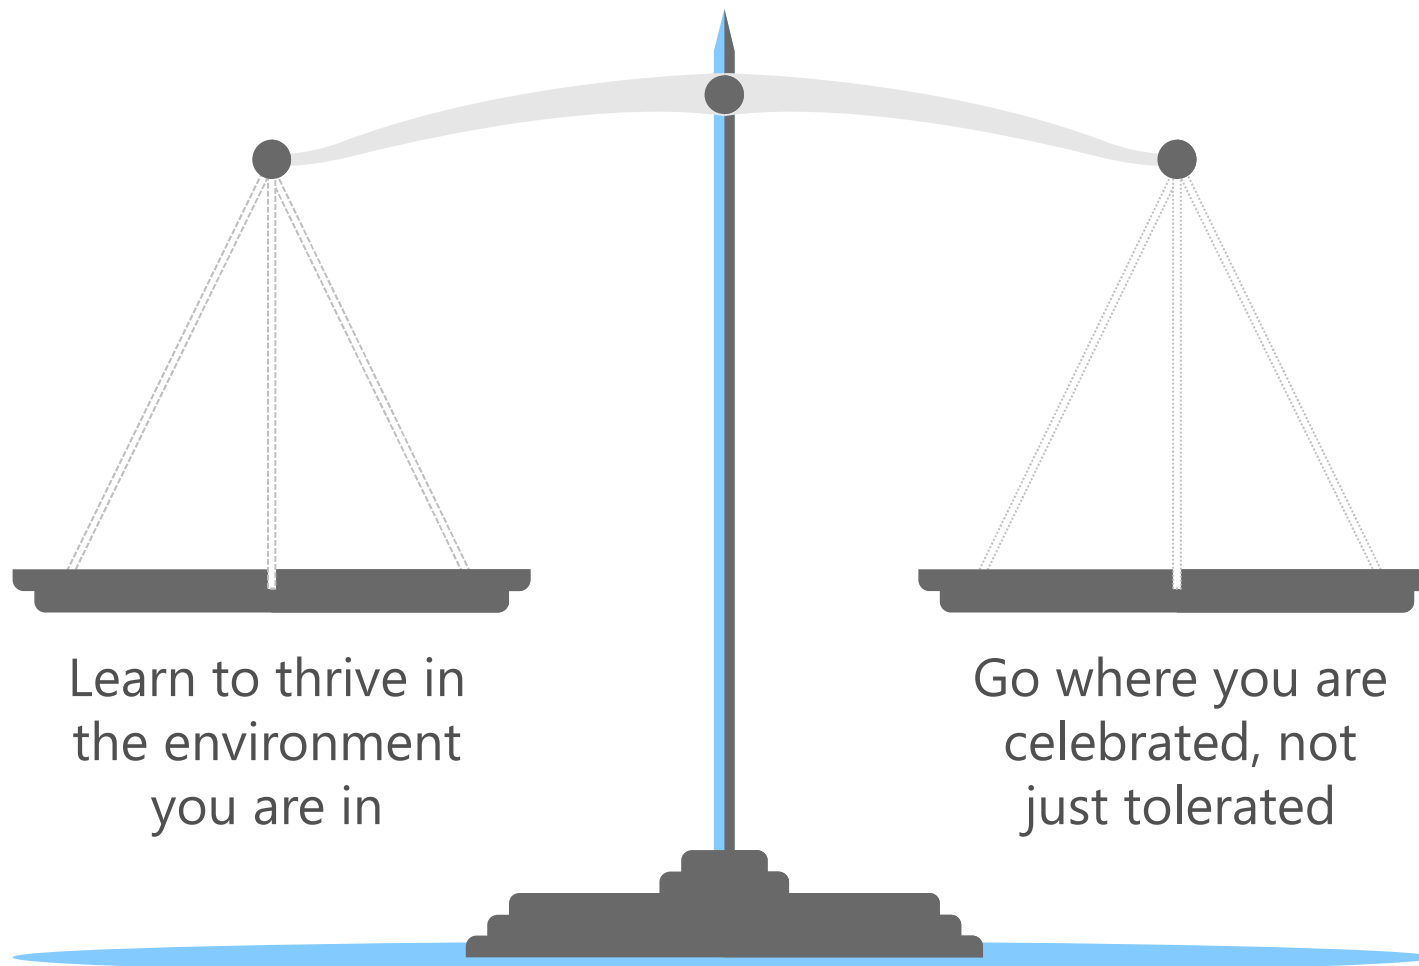 Learn to thrive in
the environment
you are in
Go where you are
celebrated, not
just tolerated